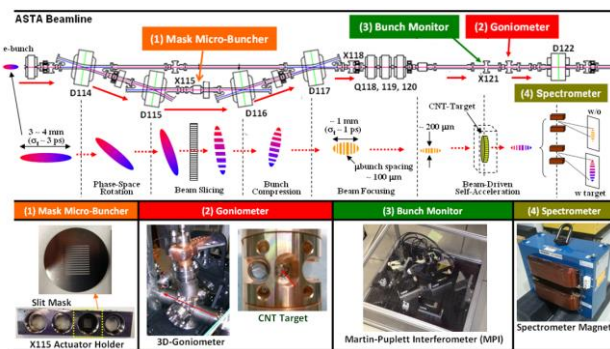 ASTA Beamline
(3) Bunch Monitor
(2) Goniometer
(1) Mask Micro-Buncher
e-bunch
X118
D122
X115
D117
X121
D114
Q118, 119, 120
D115
D116
(4) Spectrometer
CNT-Target
w/o
3 – 4 mm
(σt ~ 3 ps)
~ 1 mm
(σt ~ 1 ps)
~ 200 μm
μbunch spacing
~ 100 μm
w target
Phase-Space
Rotation
Beam Slicing
Bunch
Compression
Beam Focusing
Beam-Driven
Self-Acceleration
(1) Mask Micro-Buncher
(2) Goniometer
(3) Bunch Monitor
(4) Spectrometer
Slit Mask
X115 Actuator Holder
3D-Goniometer
CNT Target
Martin-Puplett Interferometer (MPI)
Spectrometer Magnet